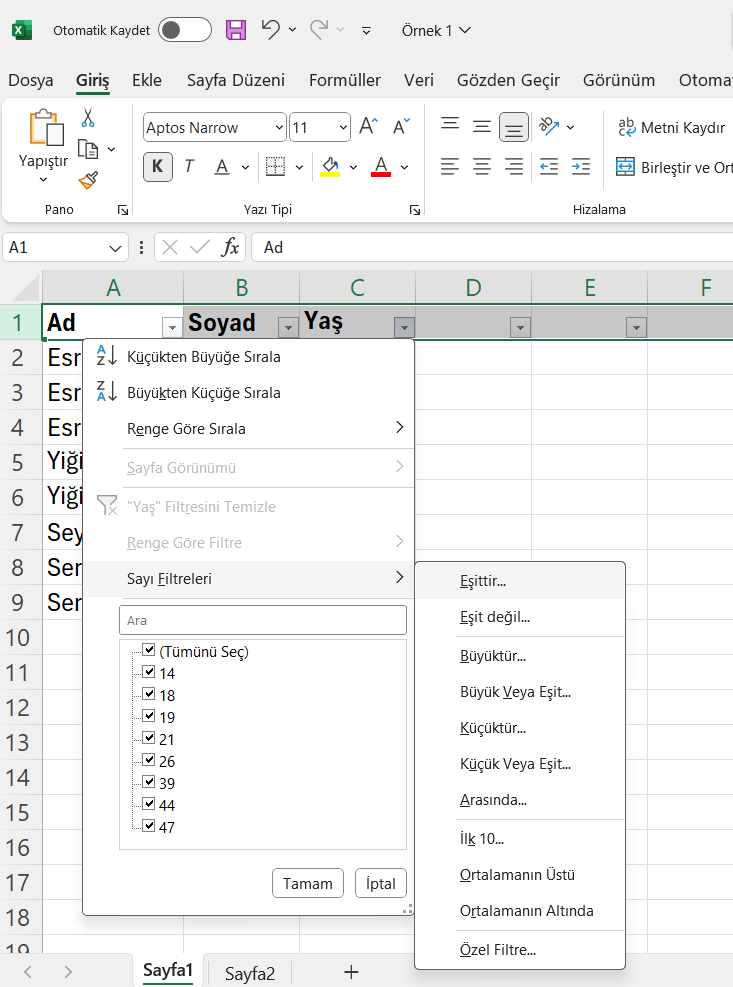 Otomatik Kaydet Örnek 1
Dosya Giriş Ekle Sayfa Düzeni Formüller Veri Gözden Geçir Görünüm Otoma
Yapıştır
Aptos Narrow 11
K T A A
Metni Kaydır
Birleştir ve Ort
Pano Yazı Tipi Hizalama
A1 fx Ad
A B C D E F
1 Ad Soyad Yaş
2 Esr
3 Esr
4 Esr
5 Yiği
6 Yiği
7 Sey
8 Ser
9 Ser
10
11
12
13
14
15
16
17
18
19
Küçükten Büyüğe Sırala
Büyükten Küçüğe Sırala
Renge Göre Sırala
Sayfa Görünümü
"Yaş" Filtresini Temizle
Renge Göre Filtre
Sayı Filtreleri
Ara
(Tümünü Seç)
14
18
19
21
26
39
44
47
Tamam İptal
Eşittir...
Eşit değil...
Büyüktür...
Büyük Veya Eşit...
Küçüktür...
Küçük Veya Eşit...
Arasında...
İlk 10...
Ortalamanın Üstü
Ortalamanın Altında
Özel Filtre...
Sayfa1 Sayfa2